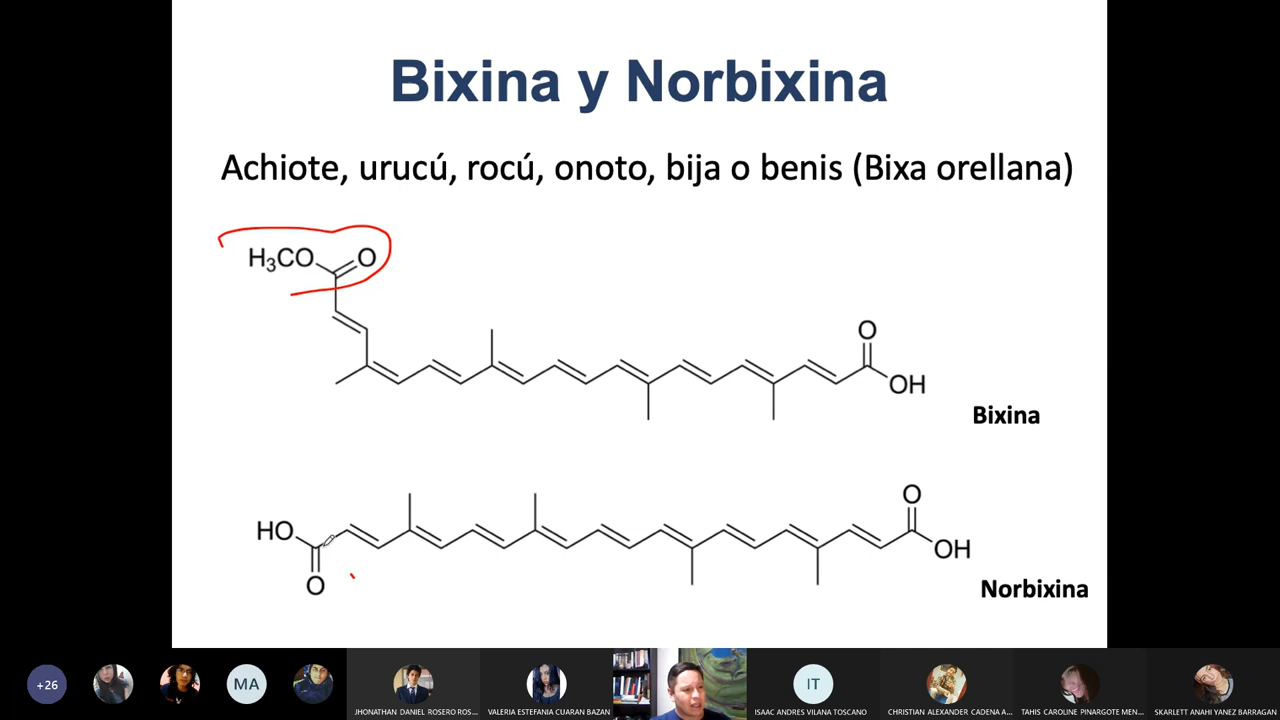 Bixina y Norbixina
Achiote, urucú, rocú, onoto, bija o benis (Bixa orellana)
H₃CO
O
O
OH
Bixina
HO
O
O
OH
Norbixina
+26
MA
IT
JHONATHAN DANIEL ROSERO ROS...
VALERIA ESTEFANIA CUARAN BAZAN
ISAAC ANDRES VILANA TOSCANO
CHRISTIAN ALEXANDER CADENA A...
TAHIS CAROLINE PINARGOTE MEN...
SKARLETT ANAHI YANEZ BARRAGAN